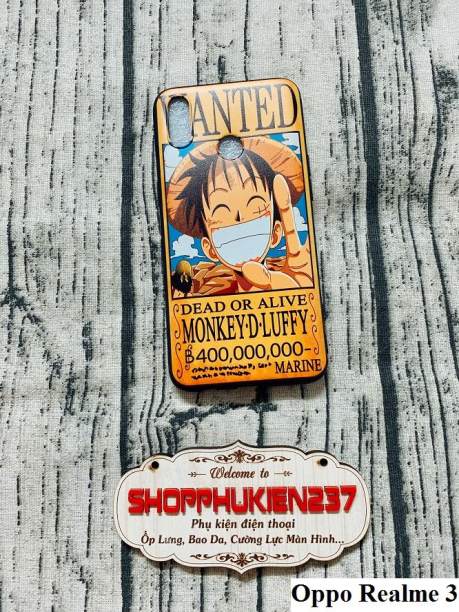 WANTED
DEAD OR ALIVE
MONKEY·D·LUFFY
฿400,000,000-
MARINE
Welcome to
SHOPPHUKIEN237
Phụ kiện điện thoại
Ốp Lưng, Bao Da, Cường Lực Màn Hình...
Oppo Realme 3